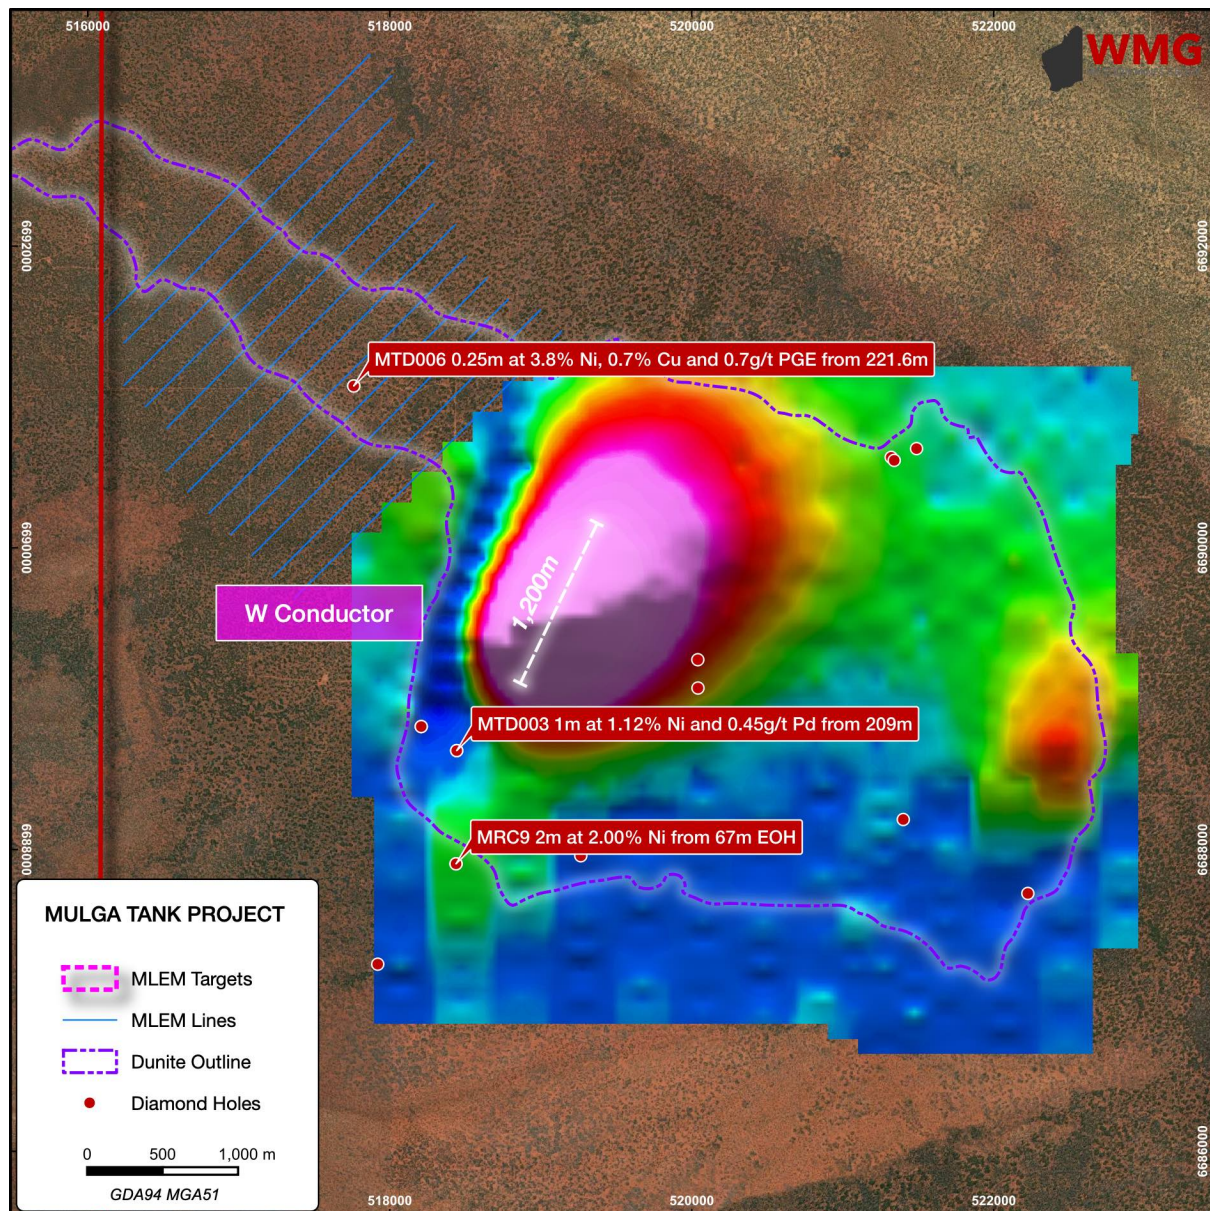 516000
518000
520000
522000
WMG
6692000
6692000
MTD006 0.25m at 3.8% Ni, 0.7% Cu and 0.7g/t PGE from 221.6m
6690000
6690000
1,200m
W Conductor
MTD003 1m at 1.12% Ni and 0.45g/t Pd from 209m
MRC9 2m at 2.00% Ni from 67m EOH
6688000
6688000
MULGA TANK PROJECT
MLEM Targets
MLEM Lines
Dunite Outline
Diamond Holes
0 500 1,000 m
GDA94 MGA51
6686000
518000
520000
522000